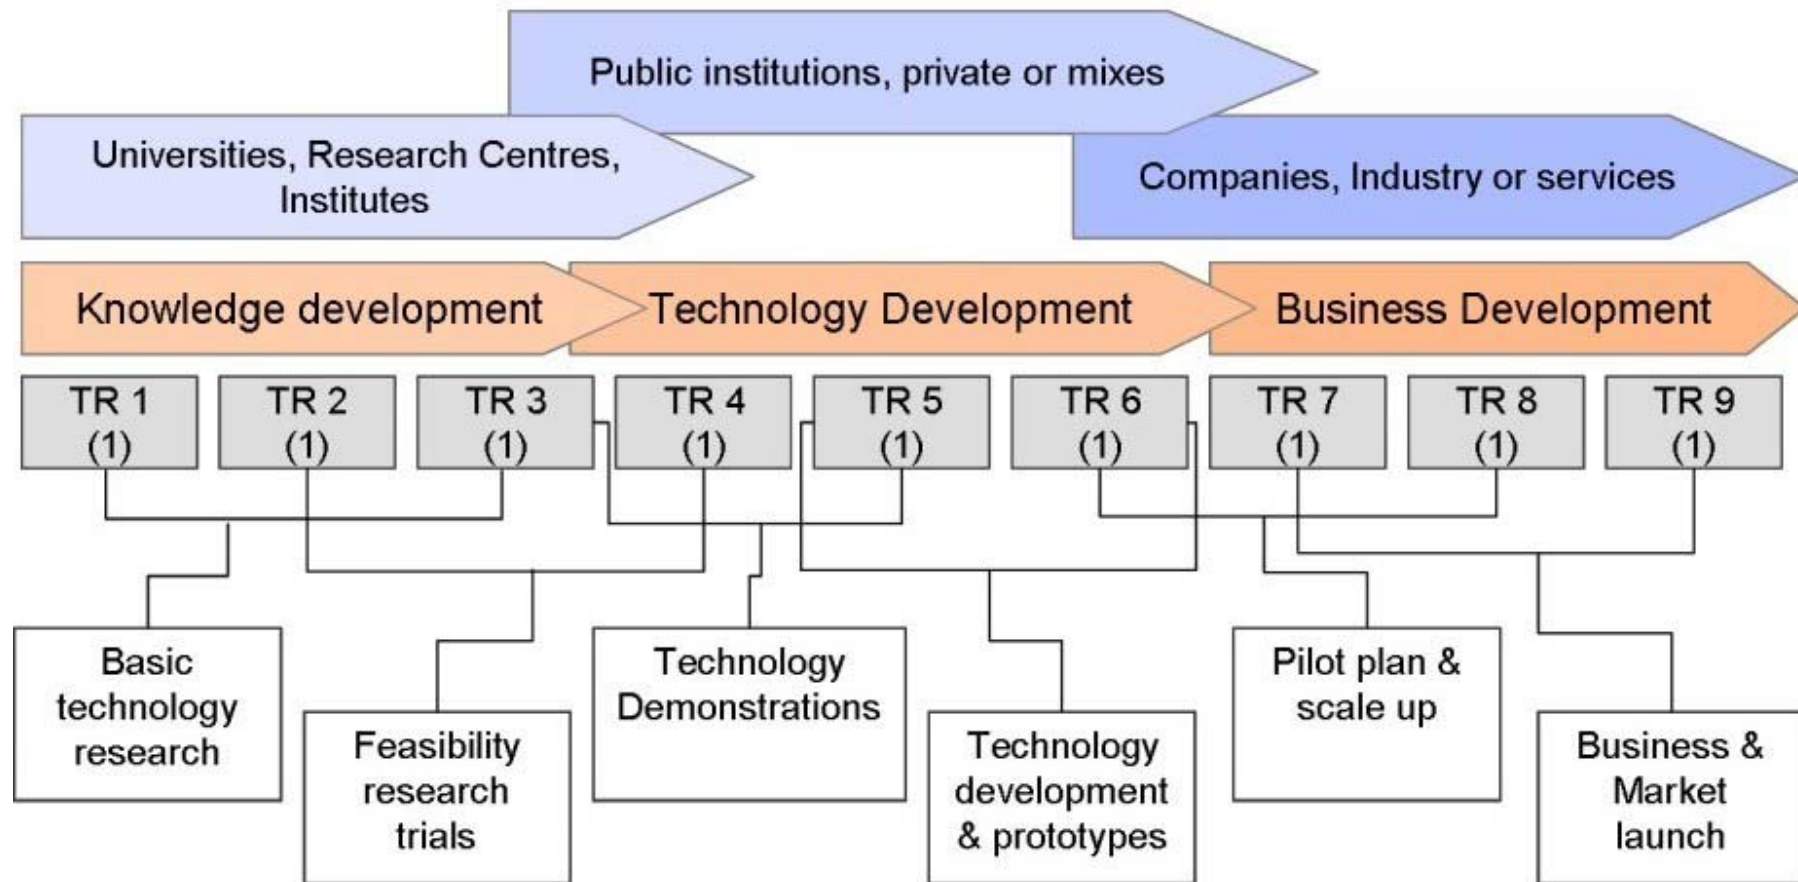 Public institutions, private or mixes
Universities, Research Centres,
Institutes
Companies, Industry or services
Knowledge development
Technology Development
Business Development
TR 1
(1)
TR 2
(1)
TR 3
(1)
TR 4
(1)
TR 5
(1)
TR 6
(1)
TR 7
(1)
TR 8
(1)
TR 9
(1)
Basic
technology
research
Feasibility
research
trials
Technology
Demonstrations
Technology
development
& prototypes
Pilot plan &
scale up
Business &
Market
launch